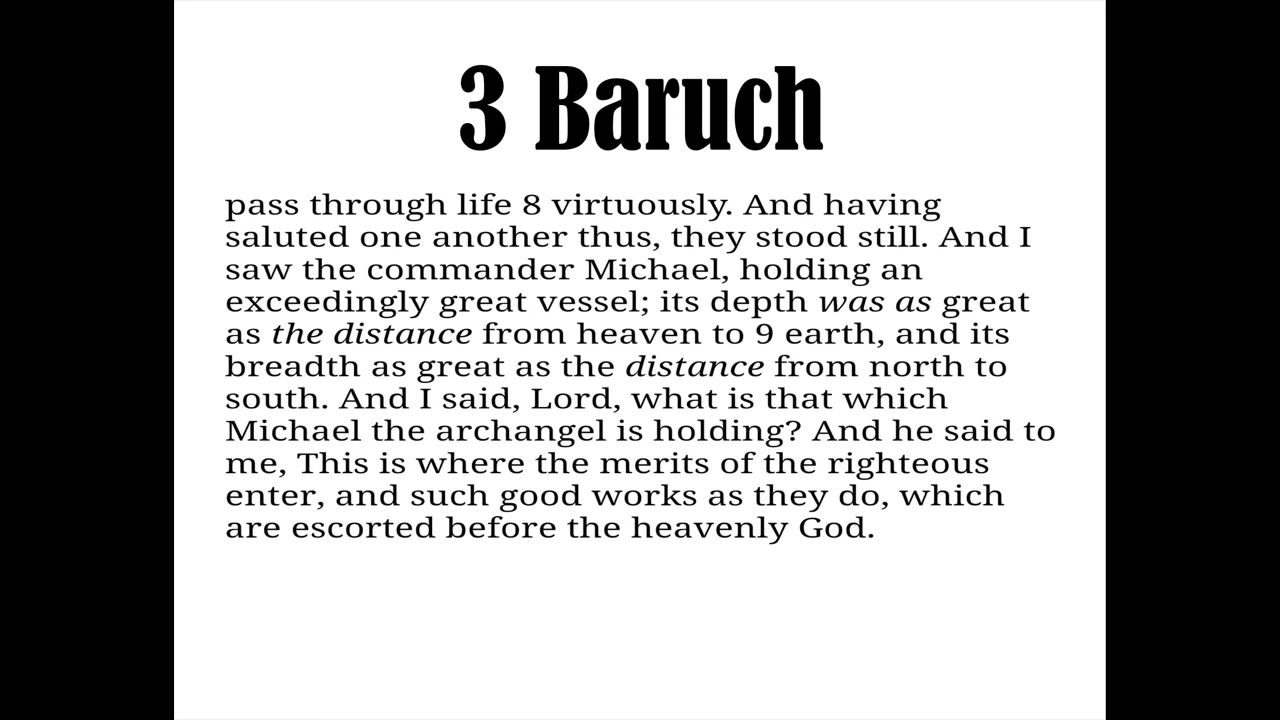 3 Baruch
pass through life 8 virtuously. And having
saluted one another thus, they stood still. And I
saw the commander Michael, holding an
exceedingly great vessel; its depth was as great
as the distance from heaven to 9 earth, and its
breadth as great as the distance from north to
south. And I said, Lord, what is that which
Michael the archangel is holding? And he said to
me, This is where the merits of the righteous
enter, and such good works as they do, which
are escorted before the heavenly God.